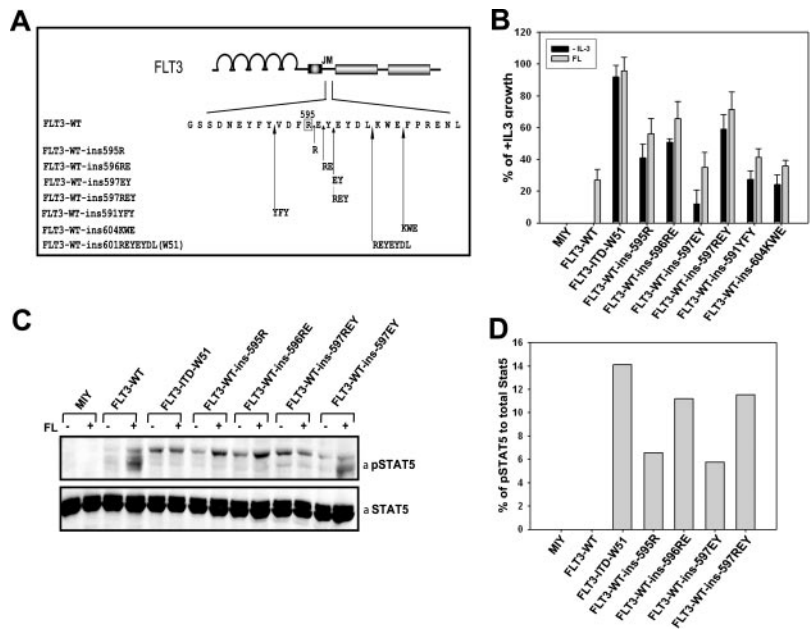 A
FLT3
JM
595
FLT3-WT
G S S D N E Y F Y V D F R E Y E Y D L K W E F P R E N L
FLT3-WT-ins595R
R
FLT3-WT-ins596RE
RE
FLT3-WT-ins597EY
EY
FLT3-WT-ins597REY
REY
FLT3-WT-ins591YFY
YFY
FLT3-WT-ins604KWE
KWE
FLT3-WT-ins601REYEYDL(W51)
REYEYDL
B
% of +IL3 growth
120
100
80
60
40
20
0
- IL-3
FL
MIY
FLT3-WT
FLT3-ITD-W51
FLT3-WT-ins-595R
FLT3-WT-ins-596RE
FLT3-WT-ins-597EY
FLT3-WT-ins-597REY
FLT3-WT-ins-591YFY
FLT3-WT-ins-604KWE
C
MIY
FLT3-WT
FLT3-ITD-W51
FLT3-WT-ins-595R
FLT3-WT-ins-596RE
FLT3-WT-ins-597REY
FLT3-WT-ins-597EY
FL - + - + - + - + - + - + - +
a pSTAT5
a STAT5
D
% of pSTAT5 to total Stat5
16
14
12
10
8
6
4
2
0
MIY
FLT3-WT
FLT3-ITD-W51
FLT3-WT-ins-595R
FLT3-WT-ins-596RE
FLT3-WT-ins-597EY
FLT3-WT-ins-597REY